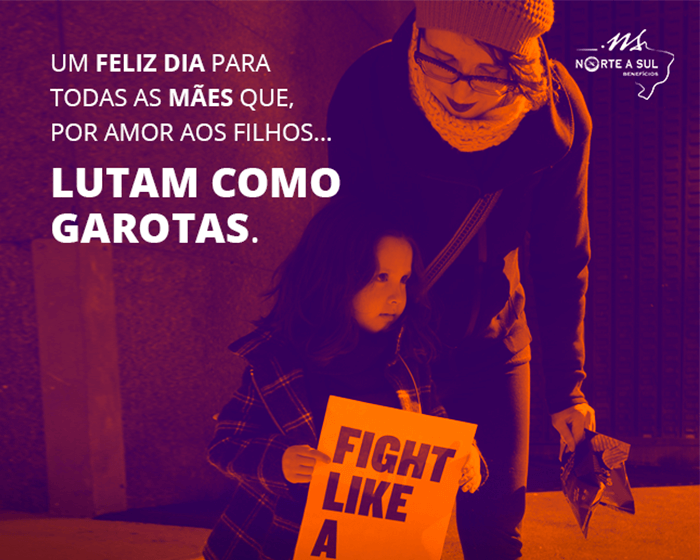 UM FELIZ DIA PARA
TODAS AS MÃES QUE,
POR AMOR AOS FILHOS...
LUTAM COMO
GAROTAS.
NS
NORTE A SUL
BENEFÍCIOS
FIGHT
LIKE
A